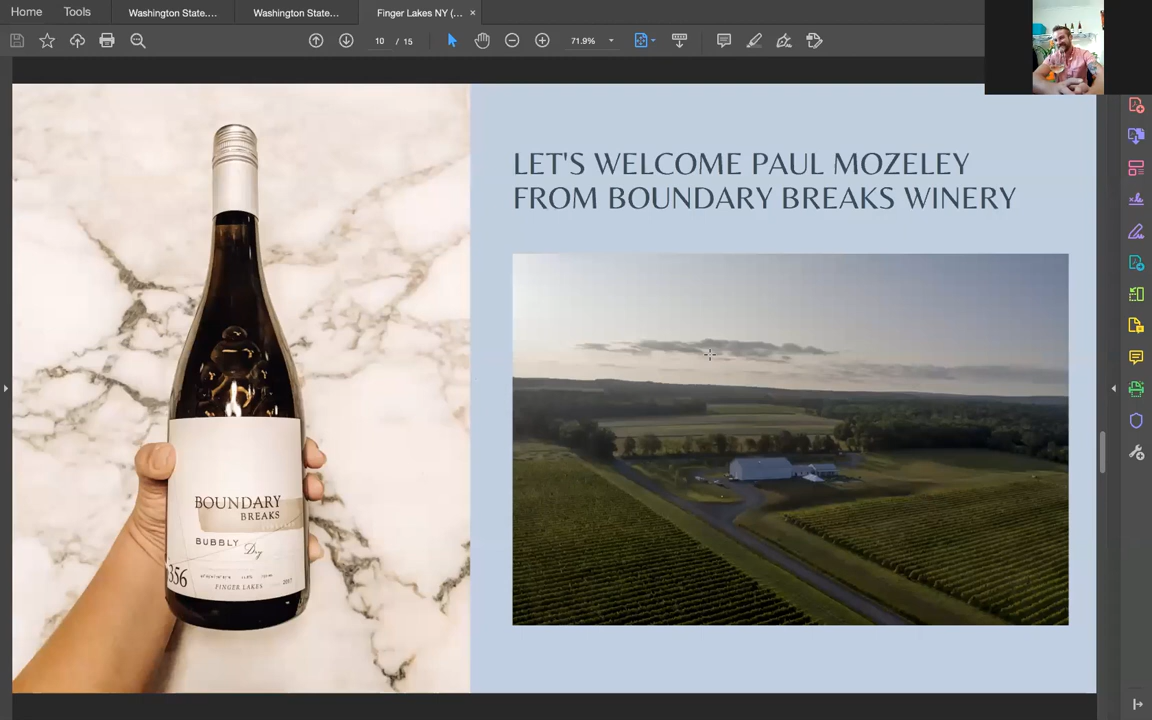 Home
Tools
Washington State....
Washington State...
Finger Lakes NY (... ×
10 / 15
71.9%
LET'S WELCOME PAUL MOZELEY
FROM BOUNDARY BREAKS WINERY
BOUNDARY
BREAKS
BUBBLY Dry
356
FINGER LAKES
2017